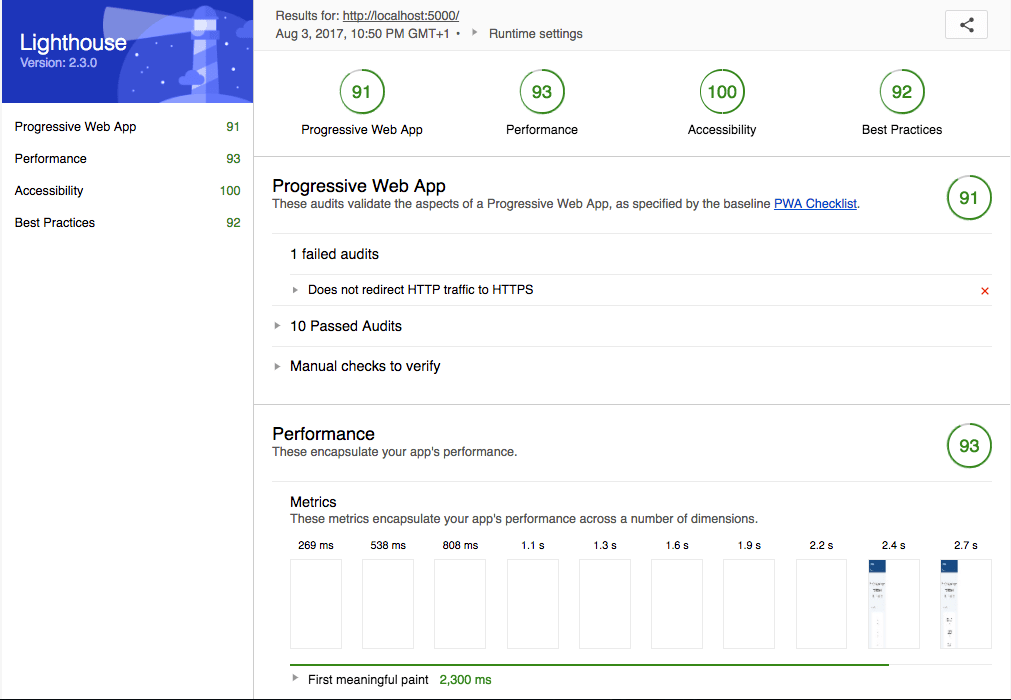 Lighthouse
Version: 2.3.0
Progressive Web App 91
Performance 93
Accessibility 100
Best Practices 92
Results for: http://localhost:5000/
Aug 3, 2017, 10:50 PM GMT+1 • Runtime settings
91 93 100 92
Progressive Web App Performance Accessibility Best Practices
Progressive Web App
These audits validate the aspects of a Progressive Web App, as specified by the baseline PWA Checklist.
91
1 failed audits
Does not redirect HTTP traffic to HTTPS
10 Passed Audits
Manual checks to verify
Performance
These encapsulate your app's performance.
93
Metrics
These metrics encapsulate your app's performance across a number of dimensions.
269 ms 538 ms 808 ms 1.1 s 1.3 s 1.6 s 1.9 s 2.2 s 2.4 s 2.7 s
First meaningful paint 2,300 ms